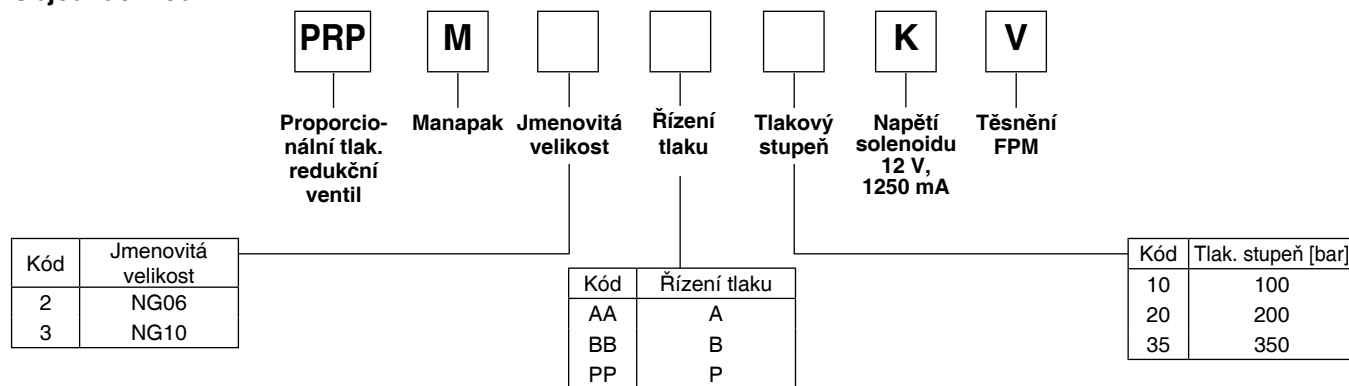 PRP M K V
Proporcio-
nální tlak.
redukční
ventil
Manapak
Jmenovitá
velikost
Řízení
tlaku
Tlakový
stupeň
Napětí
solenoidu
12 V,
1250 mA
Těsnění
FPM
Kód Jmenovitá
velikost
2 NG06
3 NG10
Kód Řízení tlaku
AA A
BB B
PP P
Kód Tlak. stupeň [bar]
10 100
20 200
35 350